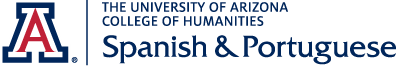 A®
THE UNIVERSITY OF ARIZONA
COLLEGE OF HUMANITIES
Spanish & Portuguese